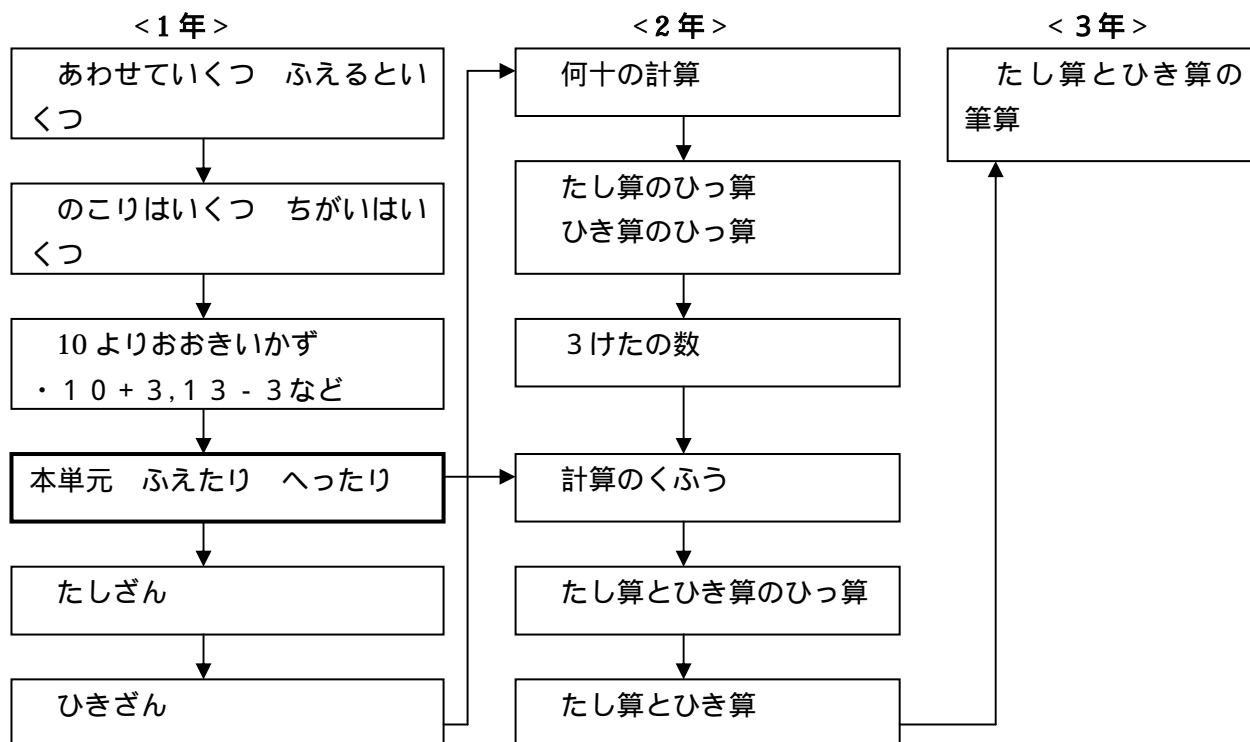 <1年>
あわせていくつ　ふえるとい
くつ
のこりはいくつ　ちがいはい
くつ
10 よりおおきいかず
・１０＋３,１３－３など
本単元　ふえたり　へったり
たしざん
ひきざん
<2年>
何十の計算
たし算のひっ算
ひき算のひっ算
３けたの数
計算のくふう
たし算とひき算のひっ算
たし算とひき算
<３年>
たし算とひき算の
筆算